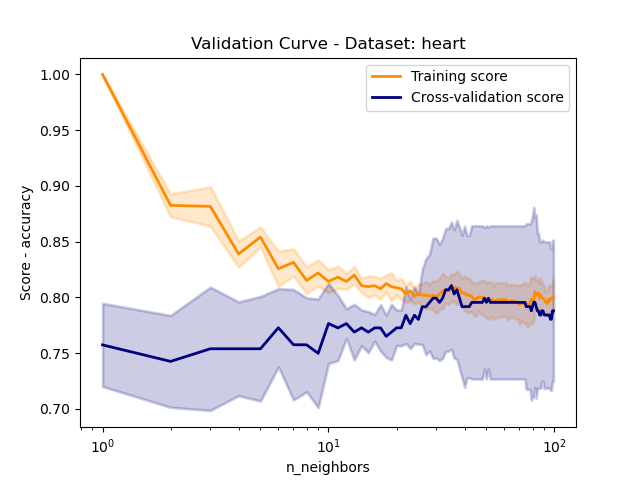 Validation Curve - Dataset: heart
Training score
Cross-validation score
Score - accuracy
1.00
0.95
0.90
0.85
0.80
0.75
0.70
10⁰
10¹
10²
n_neighbors